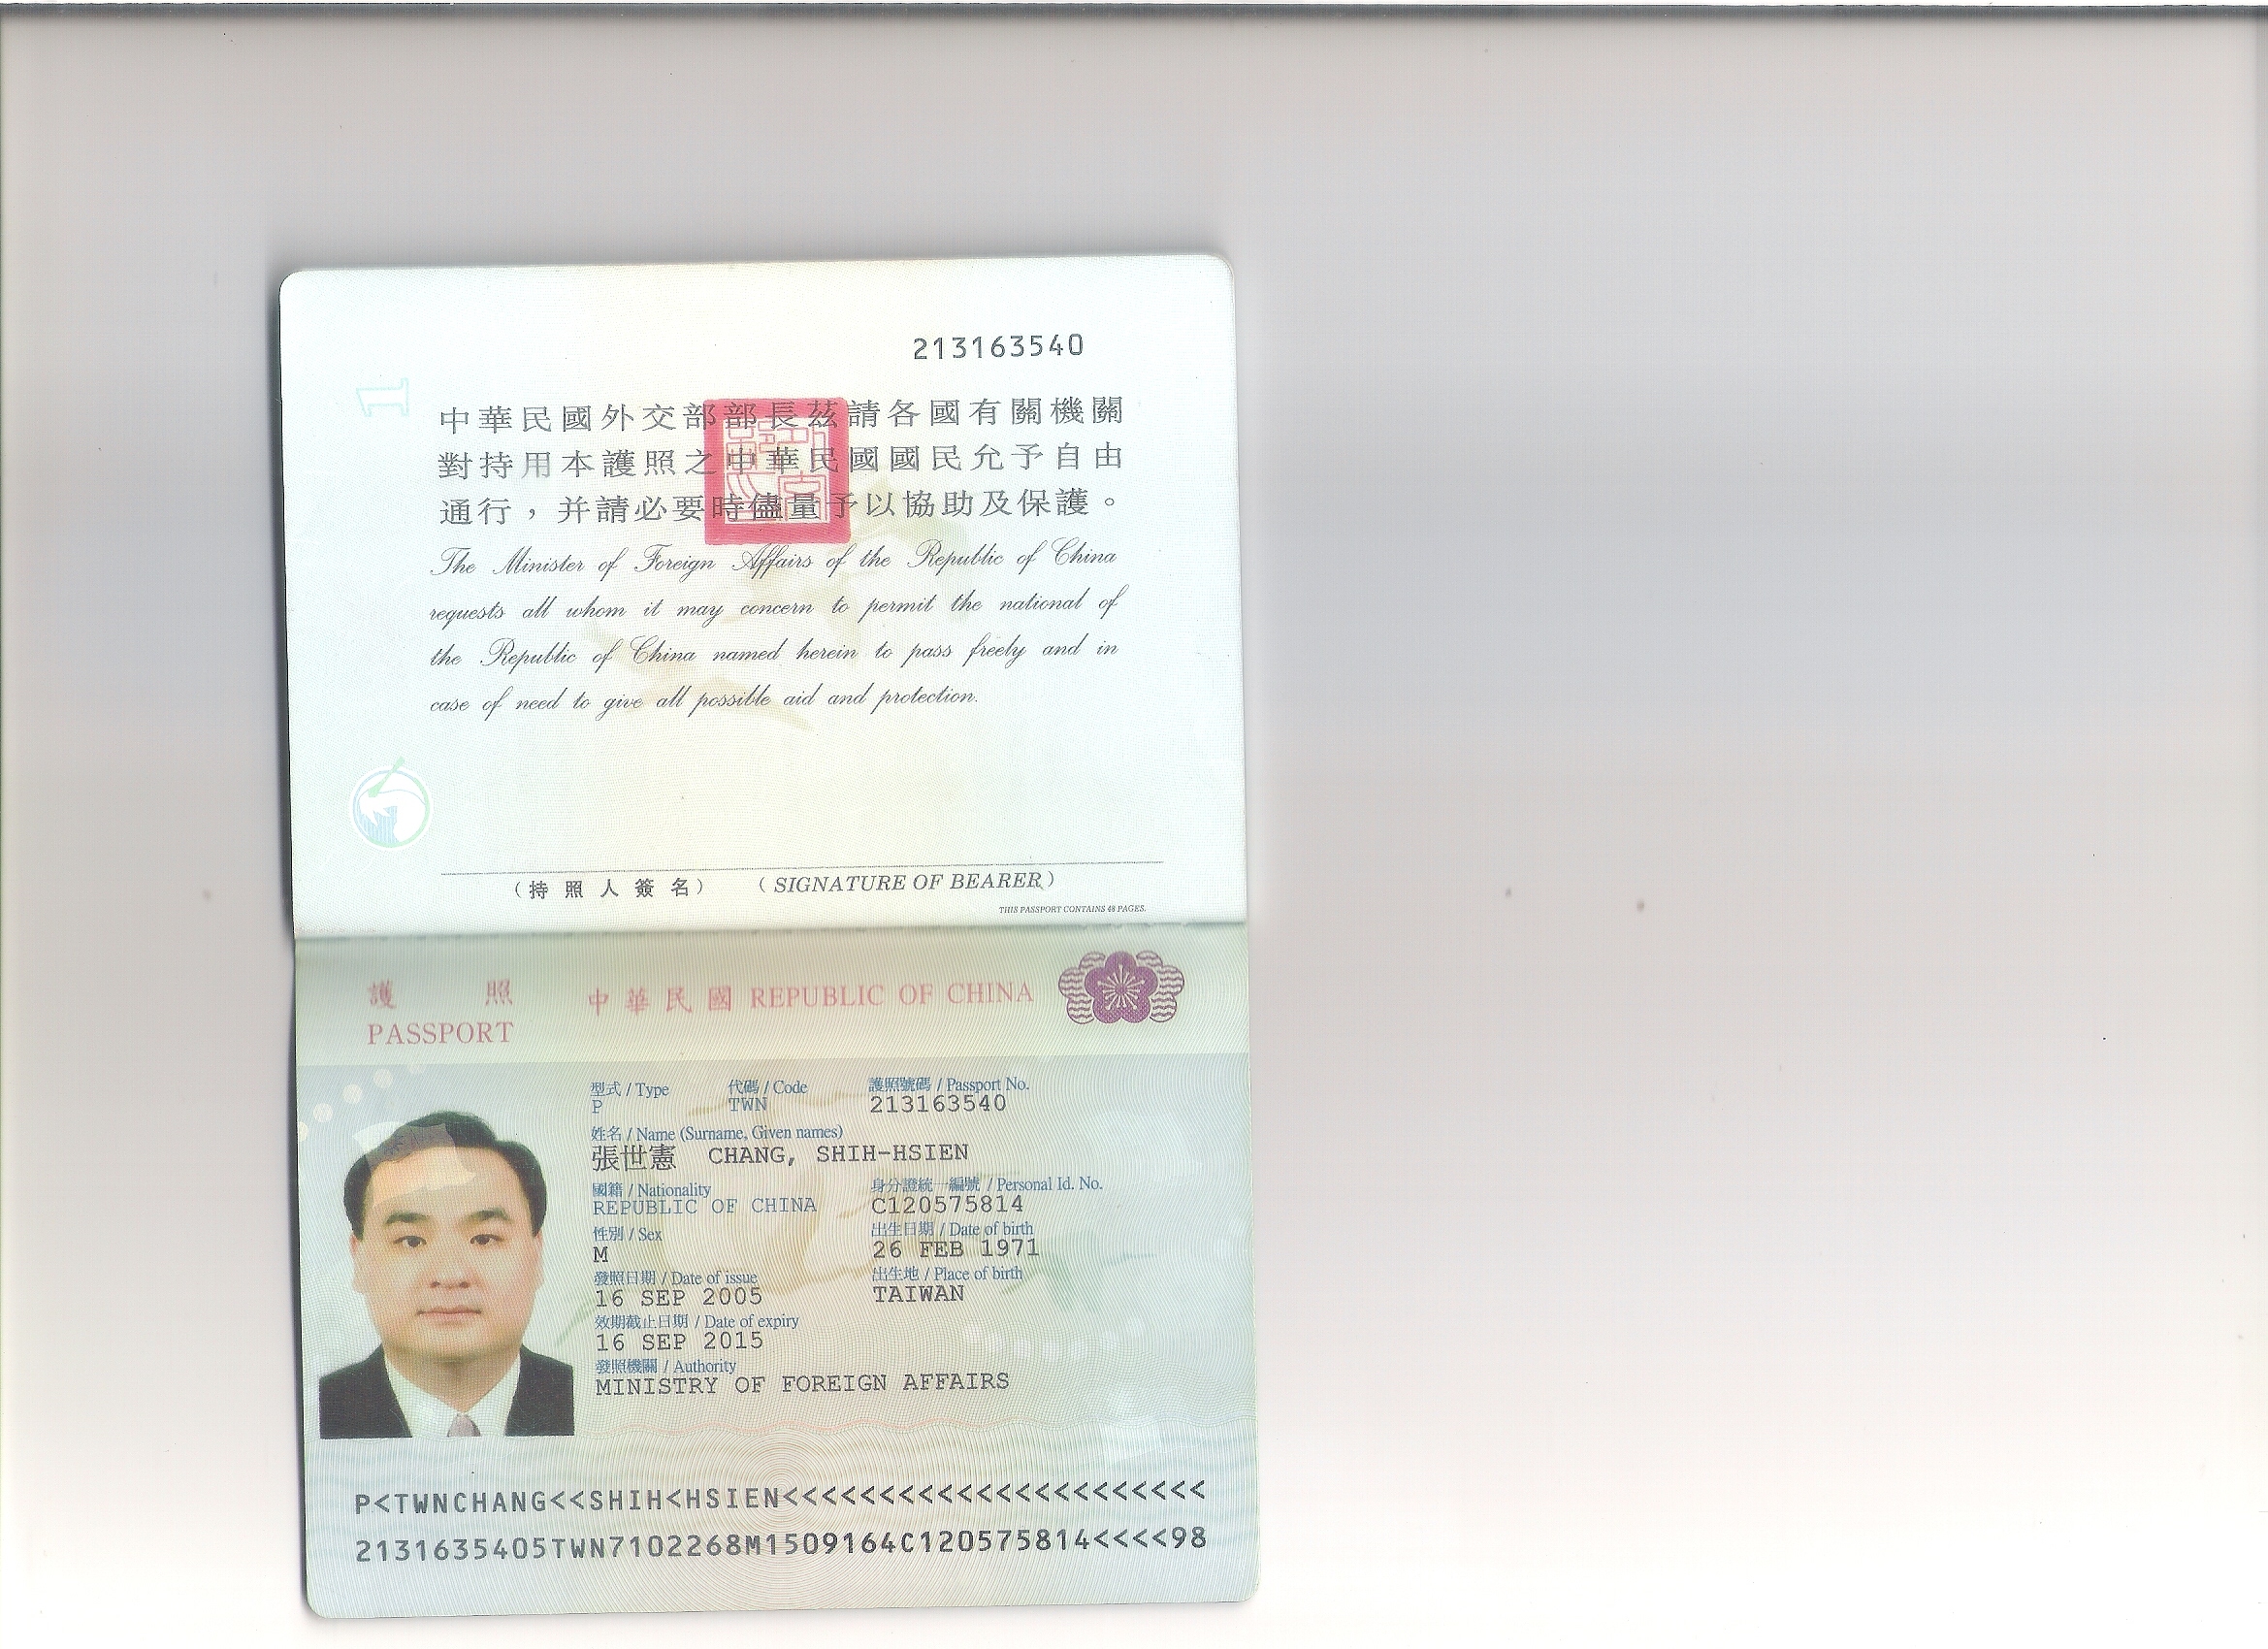 213163540
1
中華民國外交部部長茲請各國有關機關
對持用本護照之中華民國國民允予自由
通行，并請必要時儘量予以協助及保護。
The Minister of Foreign Affairs of the Republic of China
requests all whom it may concern to permit the national of
the Republic of China named herein to pass freely and in
case of need to give all possible aid and protection.
（持照人簽名） （SIGNATURE OF BEARER）
THIS PASSPORT CONTAINS 48 PAGES.
護 照 中華民國 REPUBLIC OF CHINA
PASSPORT
型式 / Type 代碼 / Code 護照號碼 / Passport No.
P TWN 213163540
姓名 / Name (Surname, Given names)
張世憲 CHANG, SHIH-HSIEN
國籍 / Nationality 身分證統一編號 / Personal Id. No.
REPUBLIC OF CHINA C120575814
性別 / Sex 出生日期 / Date of birth
M 26 FEB 1971
發照日期 / Date of issue 出生地 / Place of birth
16 SEP 2005 TAIWAN
效期截止日期 / Date of expiry
16 SEP 2015
發照機關 / Authority
MINISTRY OF FOREIGN AFFAIRS
P<TWNCHANG<<SHIH<HSIEN<<<<<<<<<<<<<<<<<<<<<<
2131635405TWN7102268M1509164C120575814<<<<98